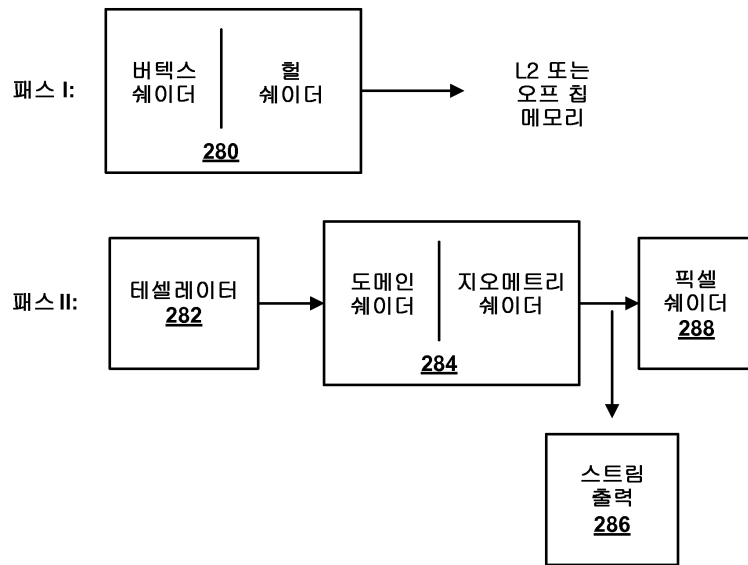 패스 I:
버텍스
쉐이더
헐
쉐이더
280
L2 또는
오프 칩
메모리
패스 II:
테셀레이터
282
도메인
쉐이더
지오메트리
쉐이더
284
픽셀
쉐이더
288
스트림
출력
286